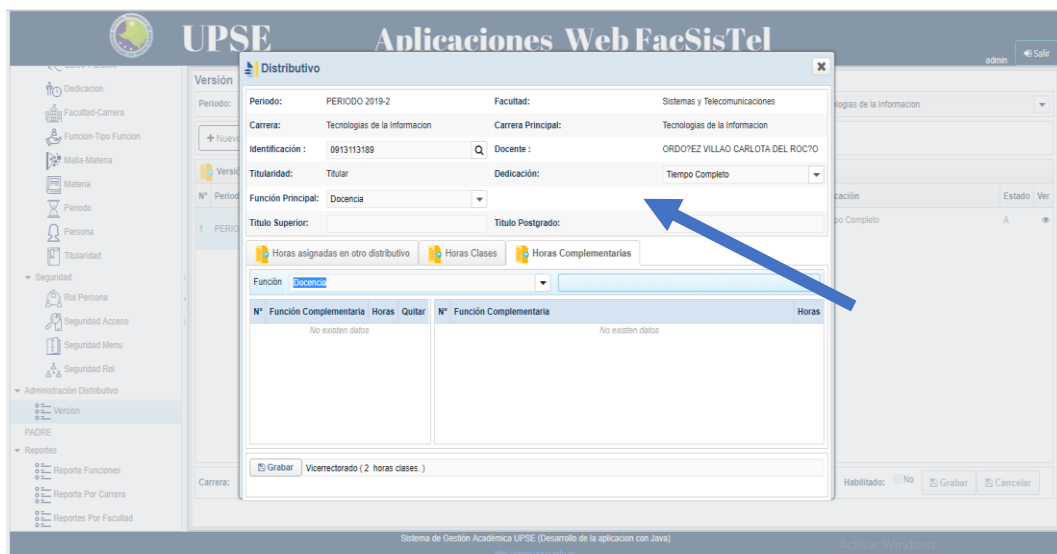 UPSE Aplicaciones Web FacSisTel
admin Salir
Dedicacion
Facultad-Carrera
Funcion-Tipo Funcion
Malla-Materia
Materia
Periodo
Persona
Titularidad
Seguridad
Rol Persona
Seguridad Acceso
Seguridad Menu
Seguridad Rol
Administración Distributivo
Version
PADRE
Reportes
Reporte Funciones
Reporte Por Carrera
Reportes Por Facultad
Versión
Periodo:
+ Nuevo
Versió
N° Period
1 PERIO
Carrera:
Distributivo
Periodo: PERIODO 2019-2 Facultad: Sistemas y Telecomunicaciones
Carrera: Tecnologias de la Informacion Carrera Principal: Tecnologias de la Informacion
Identificación : 0913113189 Docente : ORDO?EZ VILLAO CARLOTA DEL ROC?O
Titularidad: Titular Dedicación: Tiempo Completo
Función Principal: Docencia
Titulo Superior: Titulo Postgrado:
Horas asignadas en otro distributivo Horas Clases Horas Complementarias
Función Docencia
N° Función Complementaria Horas Quitar N° Función Complementaria Horas
No existen datos No existen datos
Grabar Vicerrectorado ( 2 horas clases. )
ologias de la Informacion
cación Estado Ver
po Completo A
Habilitado: No Grabar Cancelar
Sistema de Gestión Académica UPSE (Desarrollo de la aplicacion con Java)
Activar Windows